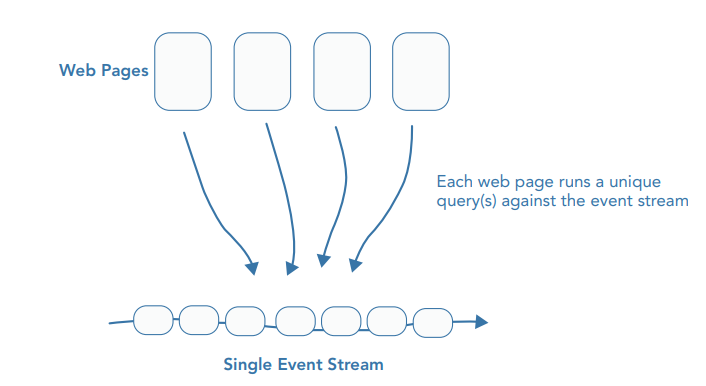 Web Pages
Each web page runs a unique
query(s) against the event stream
Single Event Stream